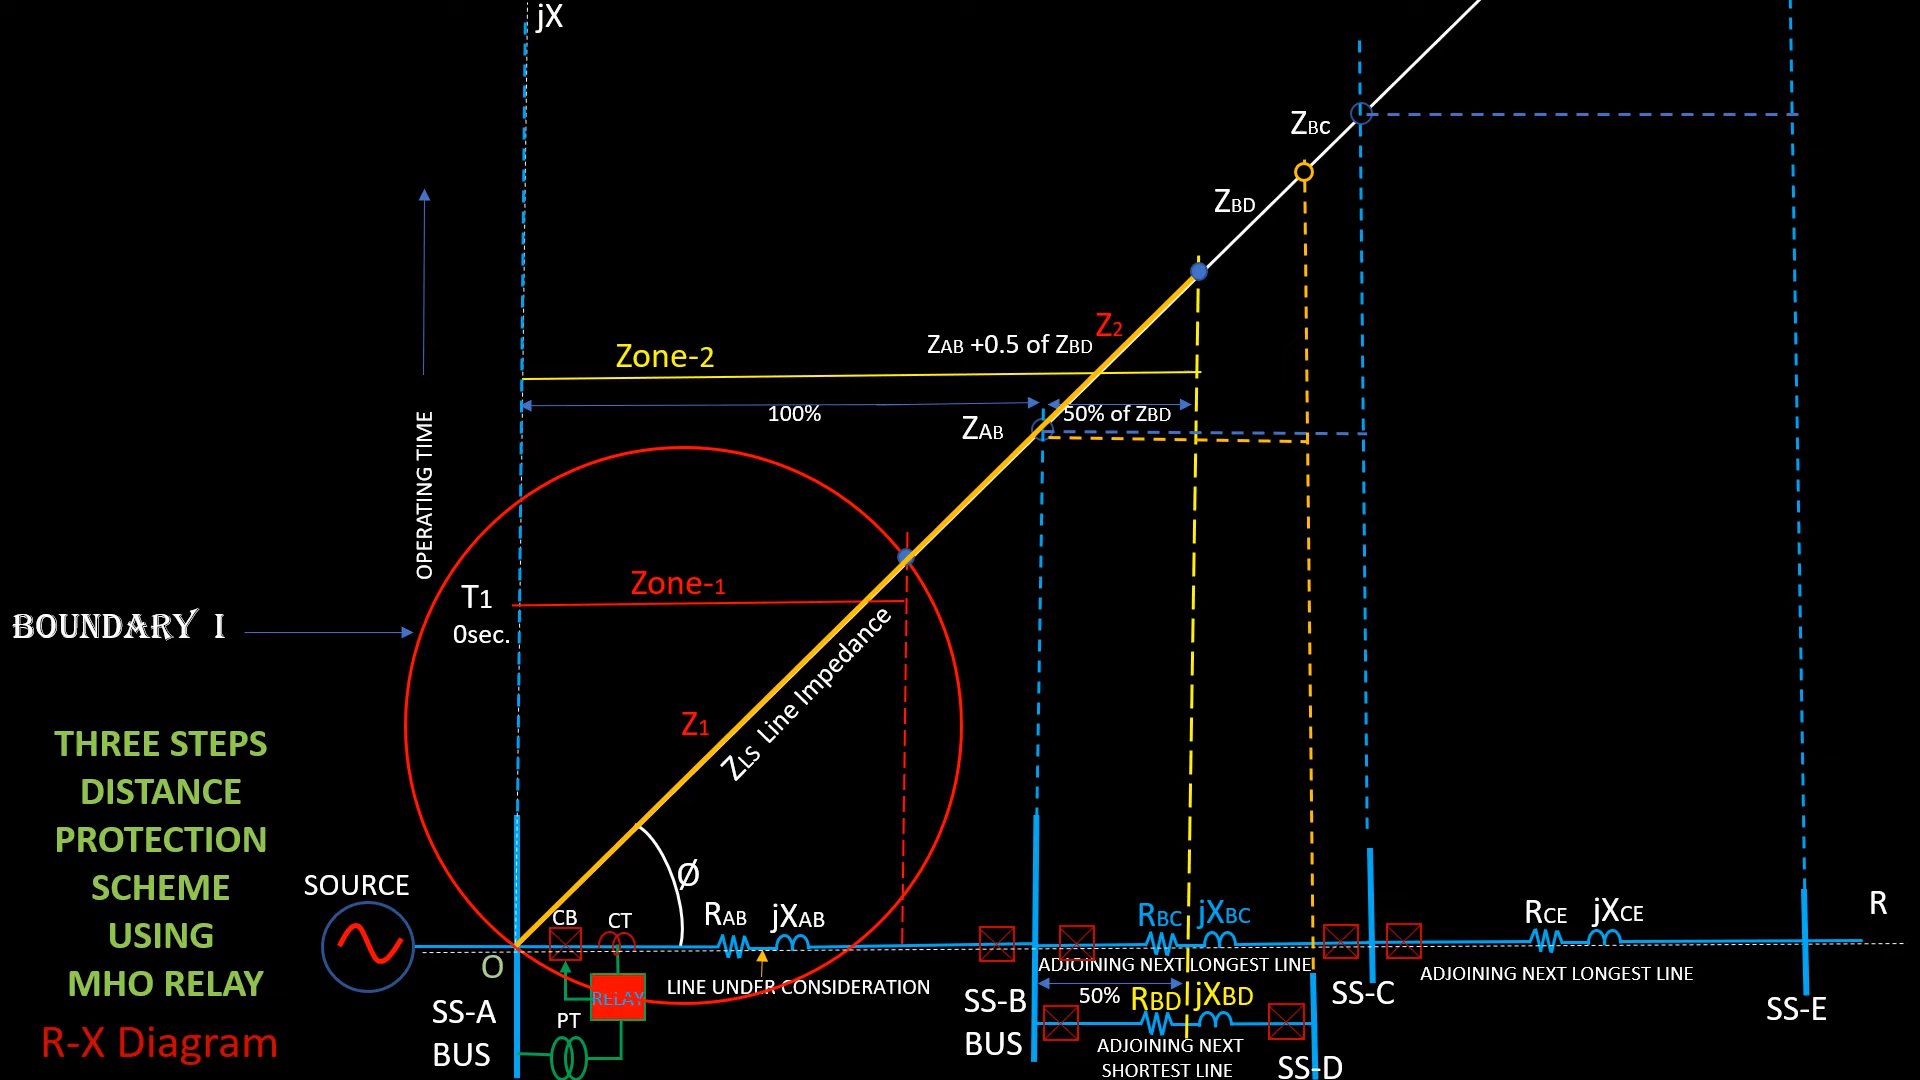 jX
ZBC
ZBD
Z2
ZAB +0.5 of ZBD
Zone-2
100%
50% of ZBD
ZAB
OPERATING TIME
Zone-1
T1
0sec.
BOUNDARY I
Z1
ZLS Line Impedance
THREE STEPS
DISTANCE
PROTECTION
SCHEME
USING
MHO RELAY
R-X Diagram
SOURCE
Ø
CB
CT
RAB
jXAB
RBC
jXBC
RCE
jXCE
R
O
RELAY
LINE UNDER CONSIDERATION
ADJOINING NEXT LONGEST LINE
ADJOINING NEXT LONGEST LINE
SS-A
BUS
PT
SS-B
BUS
50%
RBD
jXBD
SS-C
SS-E
ADJOINING NEXT
SHORTEST LINE
SS-D